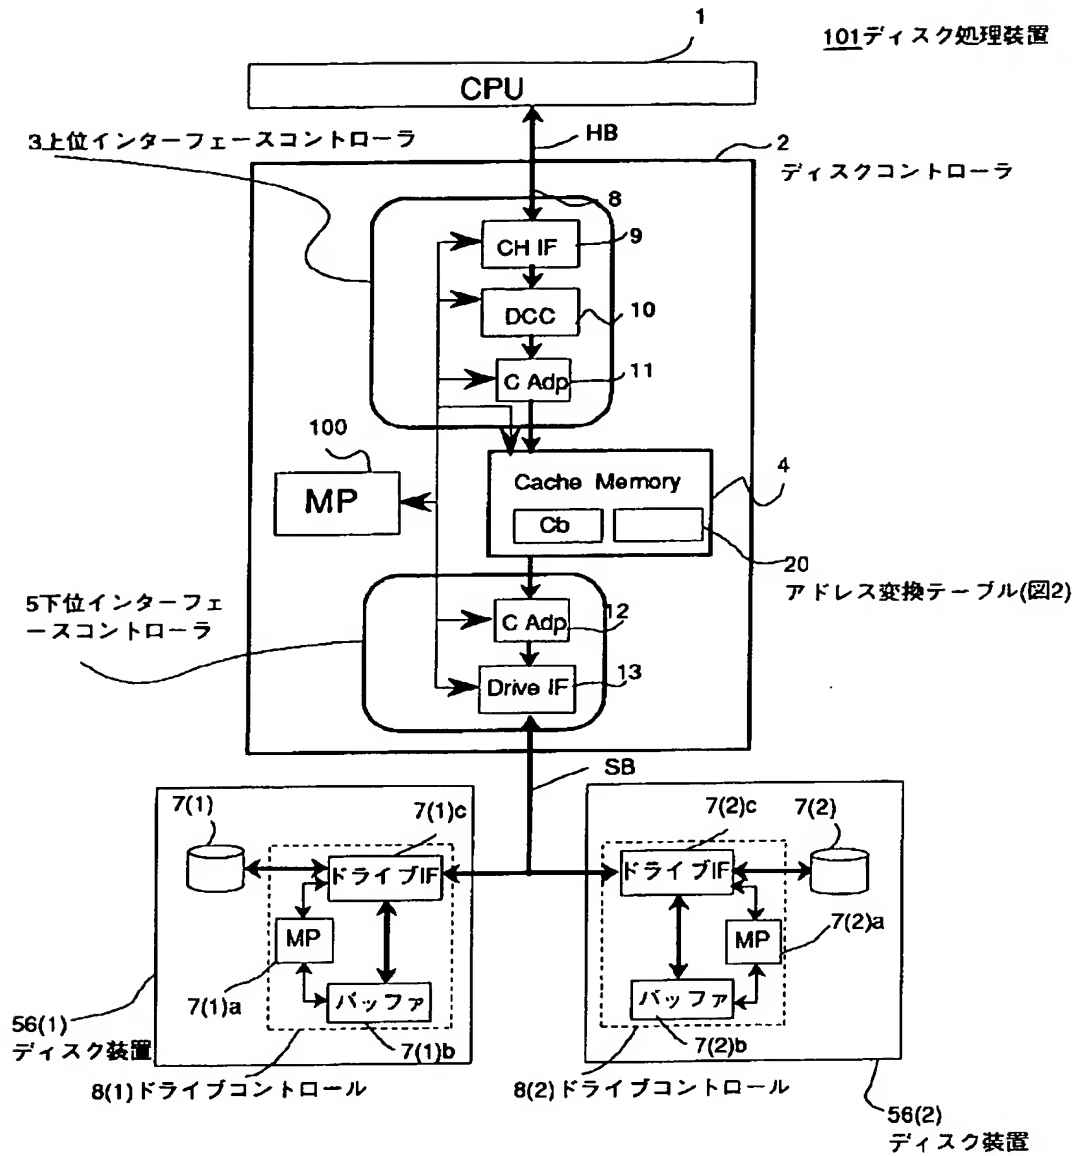 1
101ディスク処理装置
CPU
3上位インターフェースコントローラ
HB
2
ディスクコントローラ
8
CH IF
9
DCC
10
C Adp
11
100
MP
Cache Memory
4
Cb
20
アドレス変換テーブル(図2)
5下位インターフェ
ースコントローラ
C Adp
12
Drive IF
13
SB
7(1)
7(1)c
7(2)c
7(2)
ドライブIF
ドライブIF
MP
MP
7(2)a
7(1)a
バッファ
バッファ
56(1)
ディスク装置
7(1)b
7(2)b
8(1)ドライブコントロール
8(2)ドライブコントロール
56(2)
ディスク装置